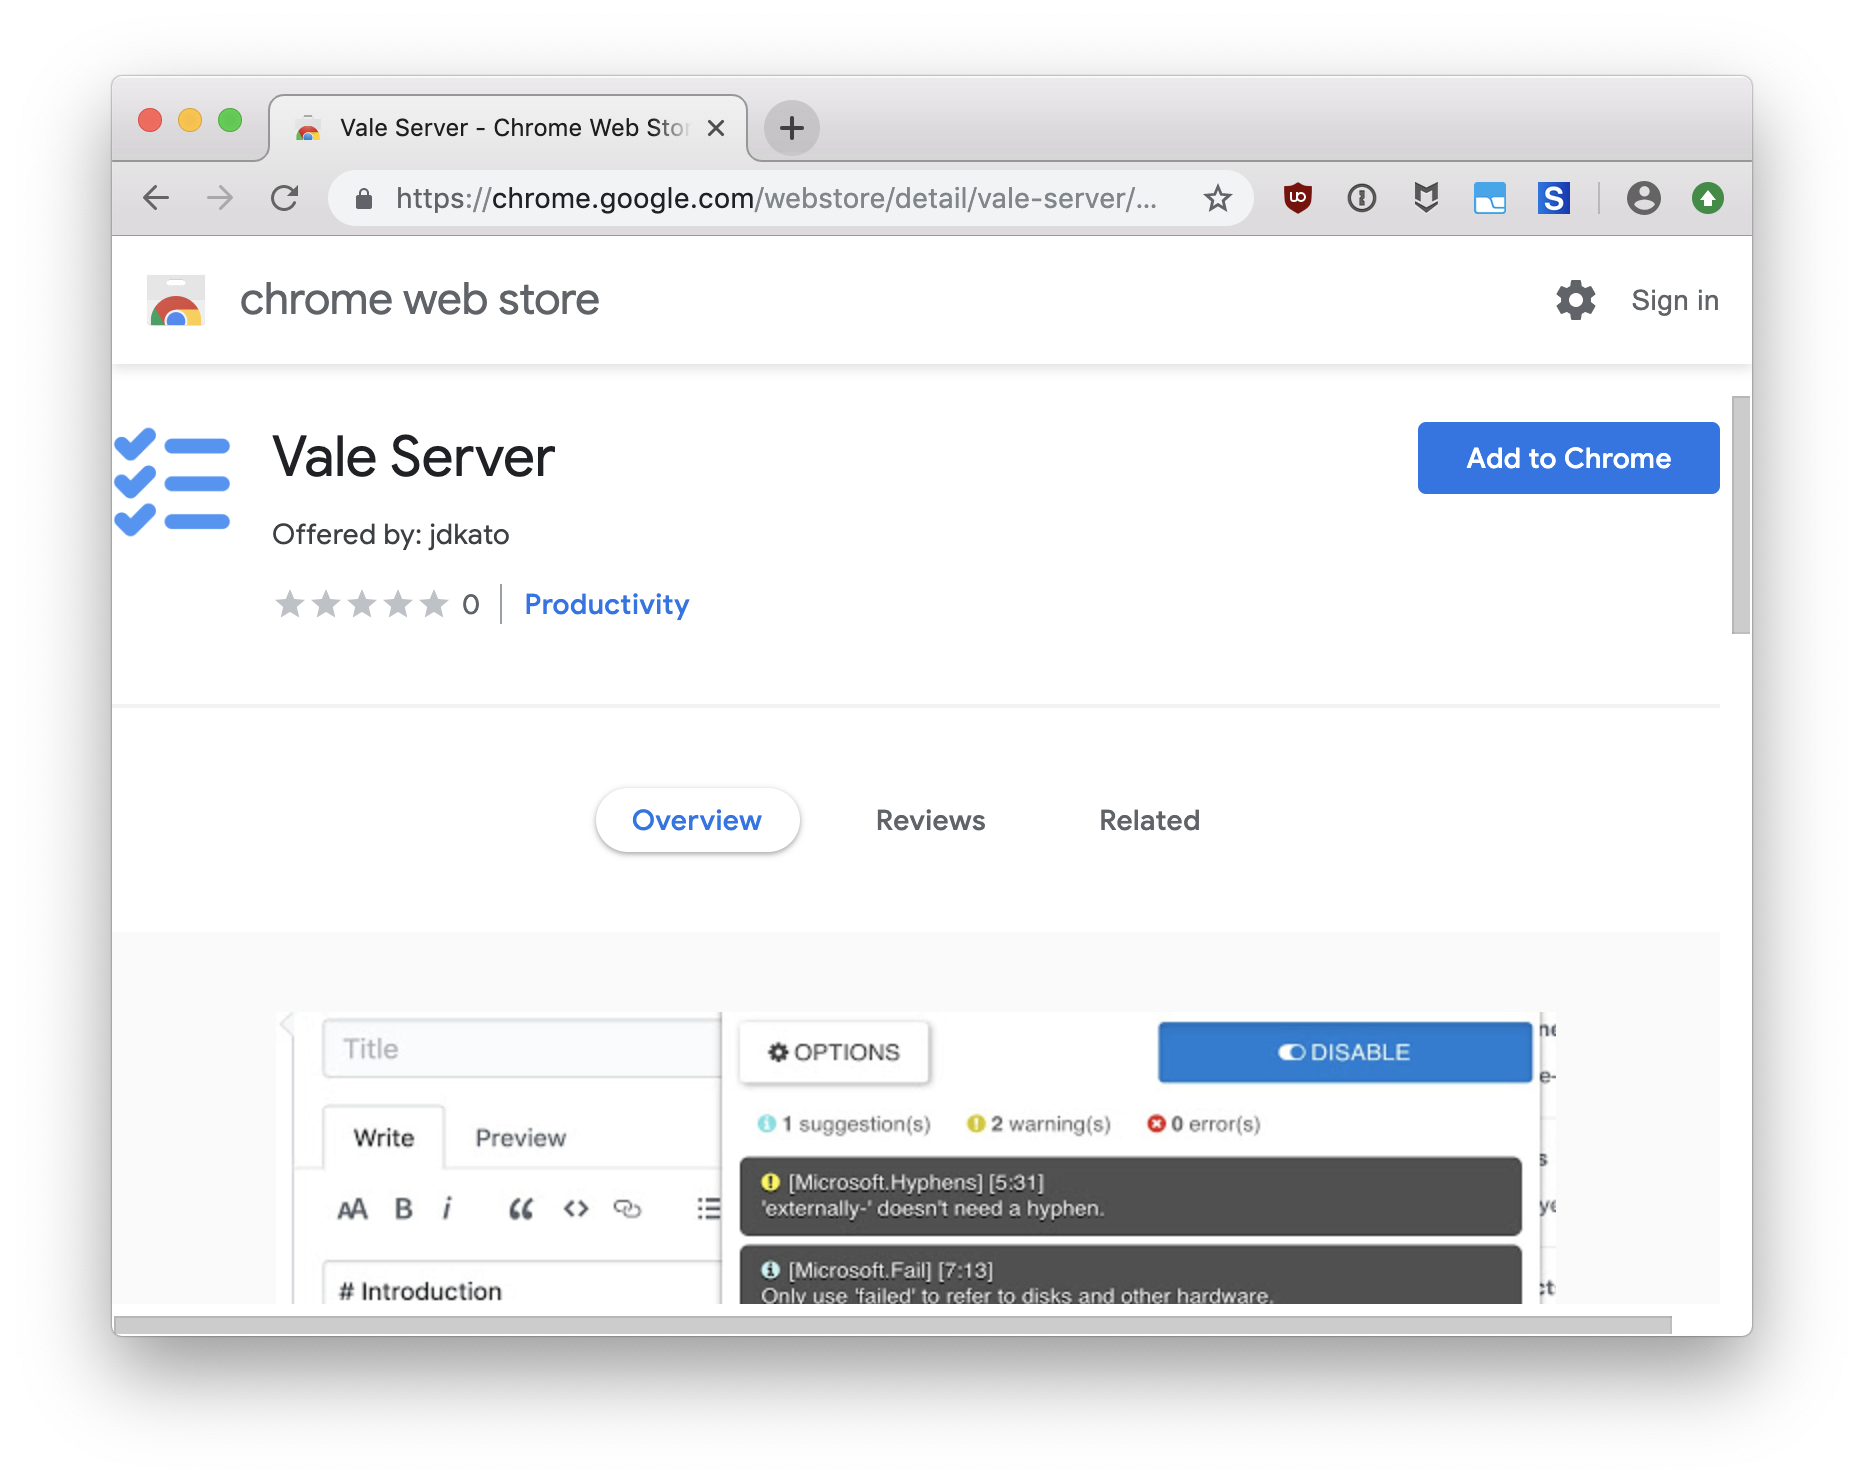 Vale Server - Chrome Web Stor
https://chrome.google.com/webstore/detail/vale-server/...
chrome web store
Sign in
Vale Server
Add to Chrome
Offered by: jdkato
0 Productivity
Overview Reviews Related
Title
OPTIONS
DISABLE
1 suggestion(s) 2 warning(s) 0 error(s)
Write Preview
AA B i
[Microsoft.Hyphens] [5:31]
'externally-' doesn't need a hyphen.
# Introduction
[Microsoft.Fail] [7:13]
Only use 'failed' to refer to disks and other hardware.